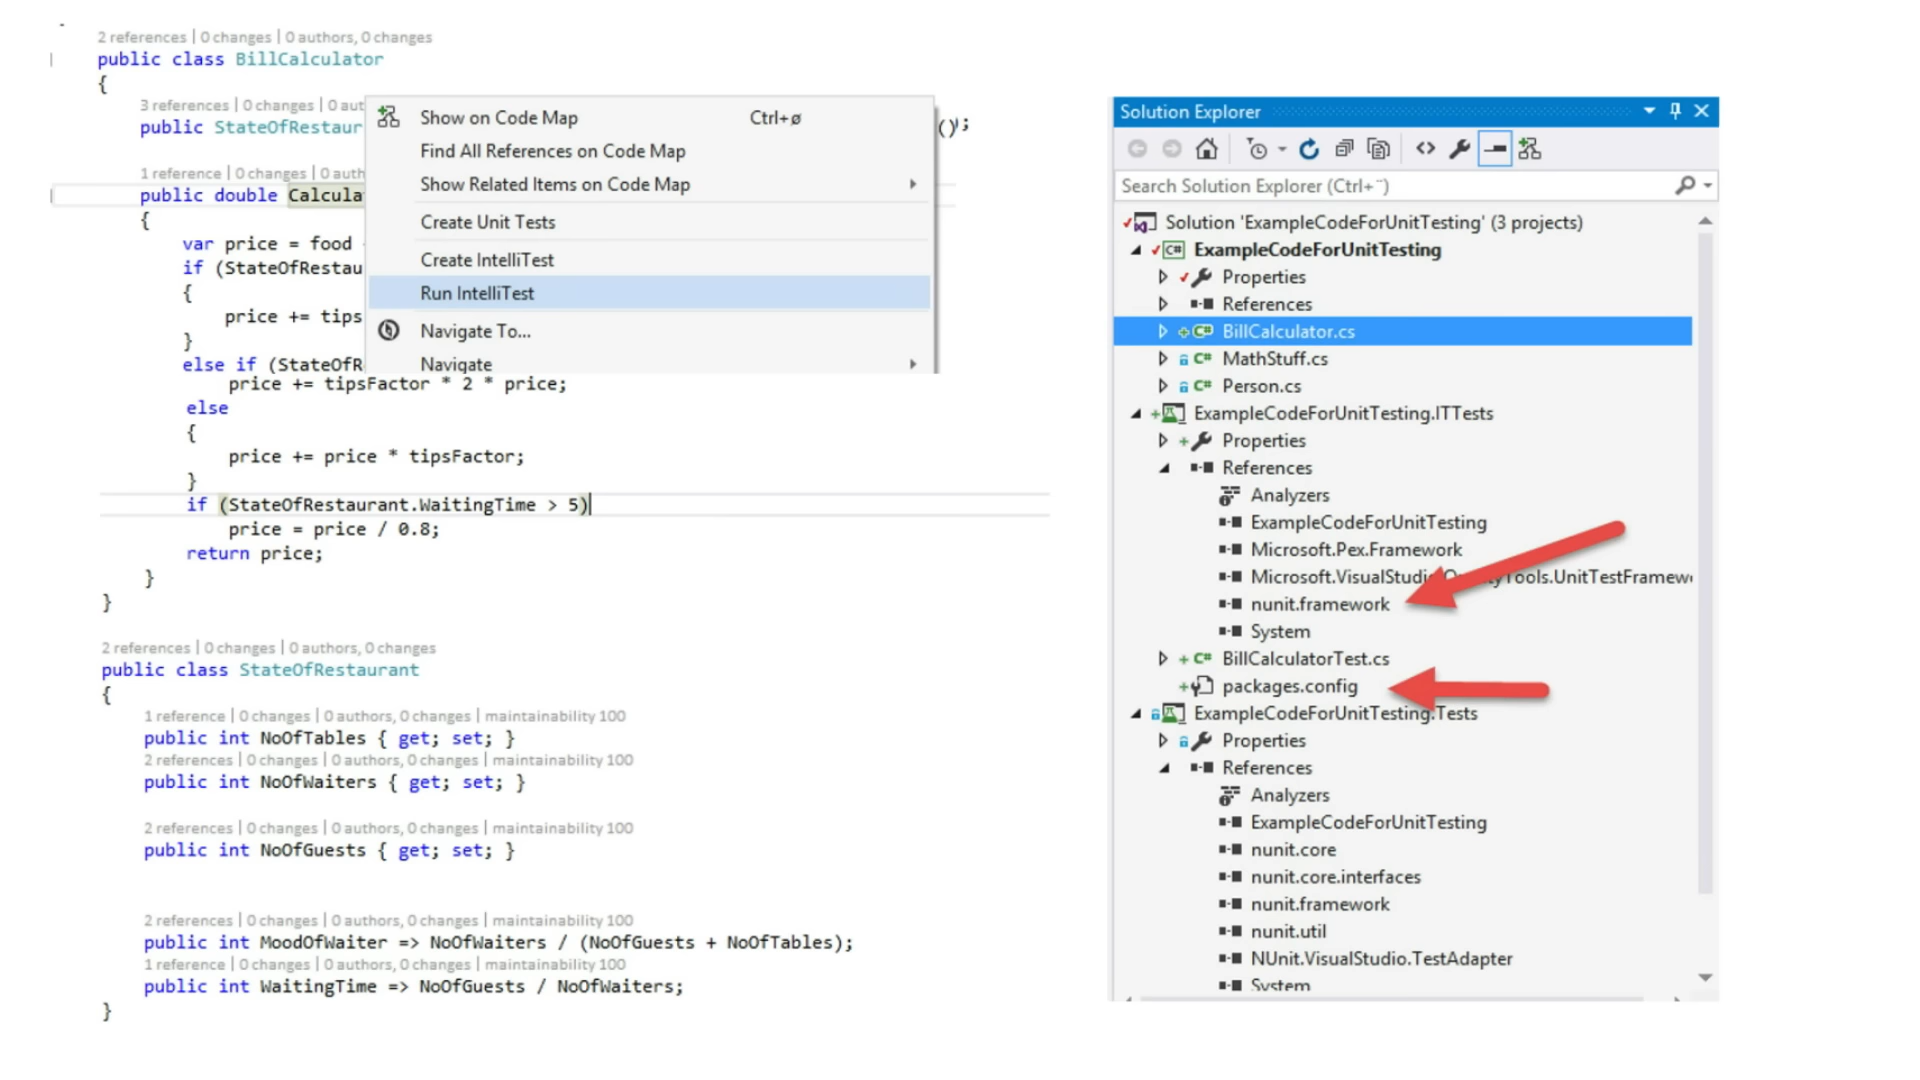 2 references | 0 changes | 0 authors, 0 changes
public class BillCalculator
{
3 references | 0 changes | 0 aut
public StateOfRestaur
();
1 reference | 0 changes | 0 auth
public double Calcula
{
var price = food
if (StateOfRestau
{
price += tips
}
else if (StateOfR
price += tipsFactor * 2 * price;
else
{
price += price * tipsFactor;
}
if (StateOfRestaurant.WaitingTime > 5)
price = price / 0.8;
return price;
}
}
2 references | 0 changes | 0 authors, 0 changes
public class StateOfRestaurant
{
1 reference | 0 changes | 0 authors, 0 changes | maintainability 100
public int NoOfTables { get; set; }
2 references | 0 changes | 0 authors, 0 changes | maintainability 100
public int NoOfWaiters { get; set; }
2 references | 0 changes | 0 authors, 0 changes | maintainability 100
public int NoOfGuests { get; set; }
2 references | 0 changes | 0 authors, 0 changes | maintainability 100
public int MoodOfWaiter => NoOfWaiters / (NoOfGuests + NoOfTables);
1 reference | 0 changes | 0 authors, 0 changes | maintainability 100
public int WaitingTime => NoOfGuests / NoOfWaiters;
}
Show on Code Map Ctrl+ø
Find All References on Code Map
Show Related Items on Code Map
Create Unit Tests
Create IntelliTest
Run IntelliTest
Navigate To...
Navigate
Solution Explorer
Search Solution Explorer (Ctrl+¨)
Solution 'ExampleCodeForUnitTesting' (3 projects)
ExampleCodeForUnitTesting
Properties
References
BillCalculator.cs
MathStuff.cs
Person.cs
ExampleCodeForUnitTesting.ITTests
Properties
References
Analyzers
ExampleCodeForUnitTesting
Microsoft.Pex.Framework
Microsoft.VisualStudio.QualityTools.UnitTestFramew
nunit.framework
System
BillCalculatorTest.cs
packages.config
ExampleCodeForUnitTesting.Tests
Properties
References
Analyzers
ExampleCodeForUnitTesting
nunit.core
nunit.core.interfaces
nunit.framework
nunit.util
NUnit.VisualStudio.TestAdapter
System